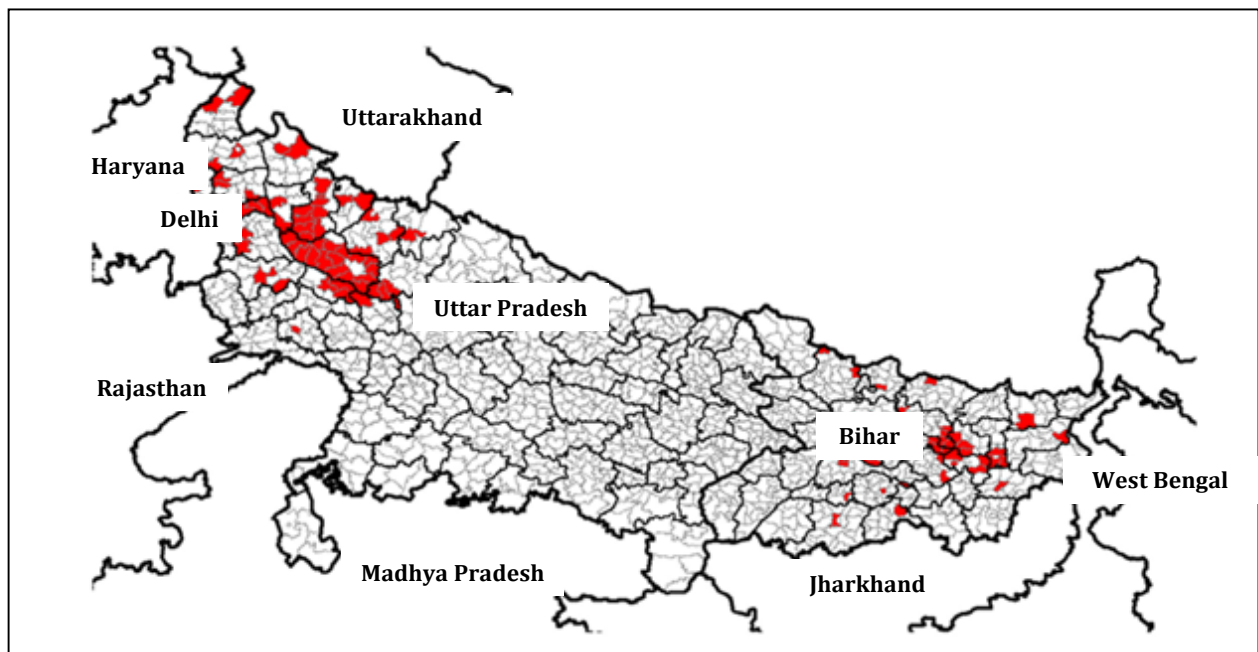 Uttarakhand
Haryana
Delhi
Uttar Pradesh
Rajasthan
Bihar
West Bengal
Madhya Pradesh
Jharkhand